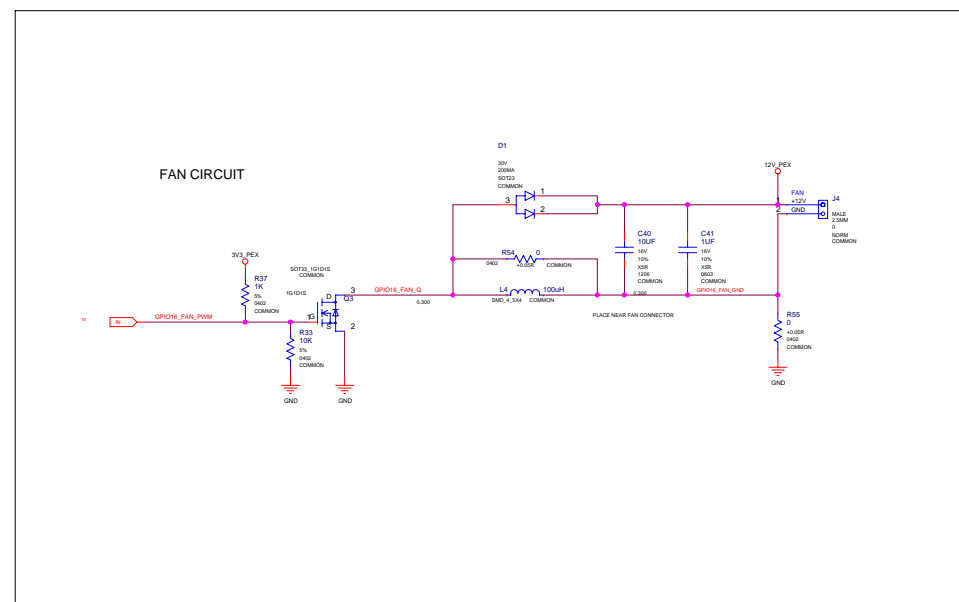 FAN CIRCUIT
D1
30V
200MA
SOT23
COMMON
3
1
2
12V_PEX
FAN
1
+12V
2
GND
J4
MALE
2.5MM
0
NORM
COMMON
C40
10UF
16V
10%
X5R
1206
COMMON
C41
1UF
16V
10%
X5R
0603
COMMON
R54
0
0402
+0.05R
COMMON
3V3_PEX
R37
1K
5%
0402
COMMON
SOT23_1G1D1S
COMMON
1G1D1S
D
3
Q3
1
G
S
2
GPIO16_FAN_Q
0.300
L4
100uH
SMD_4_5X4
COMMON
0.300
GPIO16_FAN_GND
PLACE NEAR FAN CONNECTOR
IN
GPIO16_FAN_PWM
R33
10K
5%
0402
COMMON
R55
0
+0.05R
0402
COMMON
GND
GND
GND